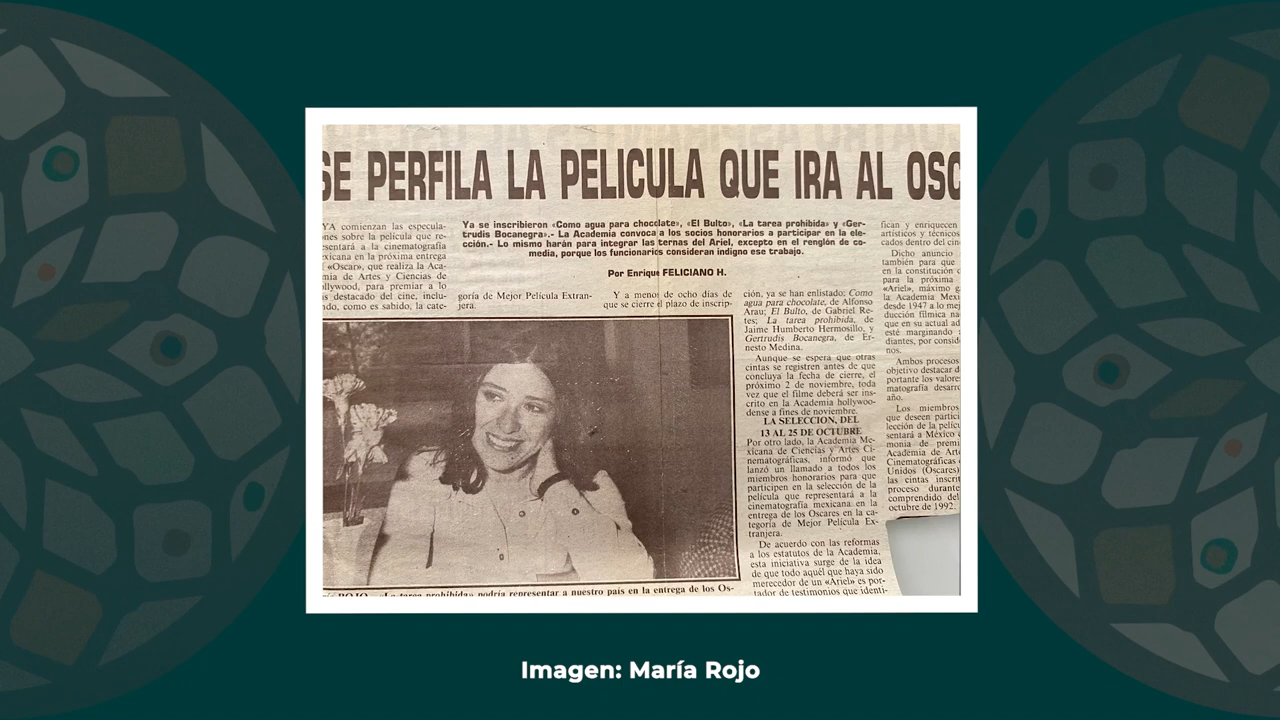 SE PERFILA LA PELICULA QUE IRA AL OSC
Ya se inscribieron «Como agua para chocolate», «El Bulto», «La tarea prohibida» y «Ger-
trudis Bocanegra».- La Academia convoca a los socios honorarios a participar en la ele-
cción.- Lo mismo harán para integrar las ternas del Ariel, excepto en el renglón de co-
media, porque los funcionarios consideran indigno ese trabajo.
Por Enrique FELICIANO H.
YA comienzan las especula-
nes sobre la película que re-
sentará a la cinematografía
exicana en la próxima entrega
l «Oscar», que realiza la Aca-
mia de Artes y Ciencias de
llywood, para premiar a lo
s destacado del cine, inclu-
ndo, como es sabido, la cate-
goría de Mejor Película Extran-
jera.
Y a menos de ocho días de
que se cierre el plazo de inscrip-
ción, ya se han enlistado: Como
agua para chocolate, de Alfonso
Arau; El Bulto, de Gabriel Re-
tes; La tarea prohibida, de
Jaime Humberto Hermosillo, y
Gertrudis Bocanegra, de Er-
nesto Medina.
Aunque se espera que otras
cintas se registren antes de que
concluya la fecha de cierre, el
próximo 2 de noviembre, toda
vez que el filme deberá ser ins-
crito en la Academia hollywoo-
dense a fines de noviembre.
LA SELECCION, DEL
13 AL 25 DE OCTUBRE
Por otro lado, la Academia Me-
xicana de Ciencias y Artes Ci-
nematográficas, informó que
lanzó un llamado a todos los
miembros honorarios para que
participen en la selección de la
película que representará a la
cinematografía mexicana en la
entrega de los Oscares en la ca-
tegoría de Mejor Película Ex-
tranjera.
De acuerdo con las reformas
a los estatutos de la Academia,
esta iniciativa surge de la idea
de que todo aquél que haya sido
merecedor de un «Ariel» es por-
tador de testimonios que identi-
fican y enriquecen
artísticos y técnicos
cados dentro del cin
Dicho anuncio
también para que
en la constitución
para la próxima
«Ariel», máximo g
la Academia Mexi
desde 1947 a lo mej
ducción fílmica na
que en su actual ad
esté marginando
diantes, por consid
nos.
Ambos procesos
objetivo destacar d
portante los valores
matografía desarro
año.
Los miembros
que deseen partici
lección de la pelícu
sentará a México
monia de premi
Academia de Arte
Cinematográficas
Unidos (Oscares)
las cintas inscrit
proceso durante
comprendido del
octubre de 1992.
ROJO. «La tarea prohibida» podría representar a nuestro país en la entrega de los Os-
Imagen: María Rojo